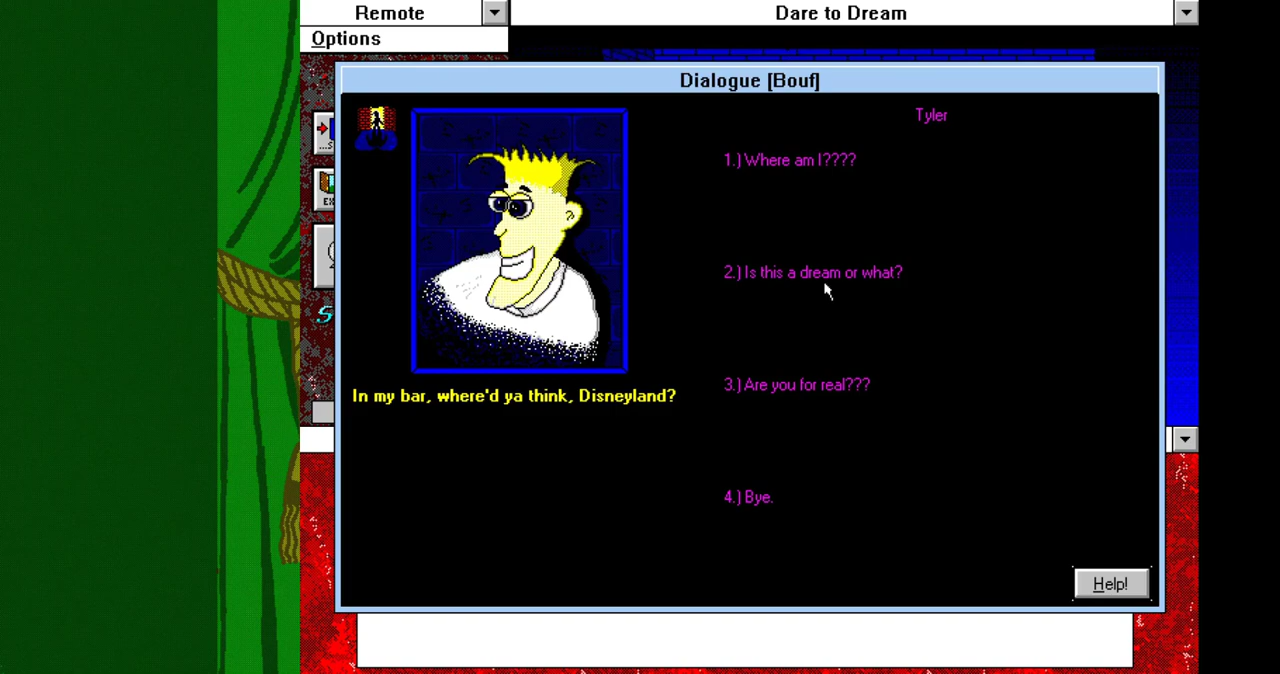 Remote
Dare to Dream
Options
Dialogue [Bouf]
Tyler
1.) Where am I????
2.) Is this a dream or what?
3.) Are you for real???
In my bar, where'd ya think, Disneyland?
4.) Bye.
Help!